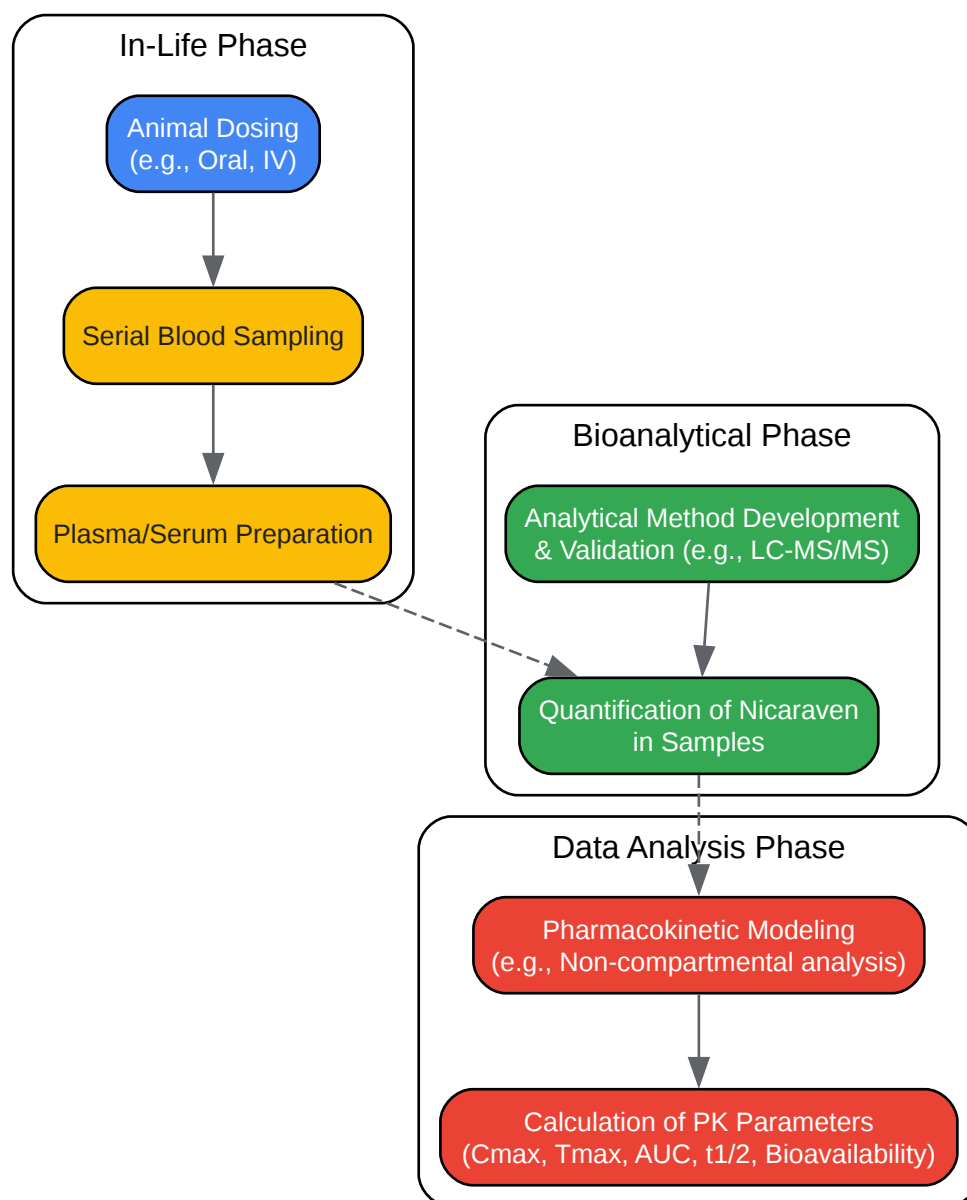 In-Life Phase
Animal Dosing
(e.g., Oral, IV)
Serial Blood Sampling
Plasma/Serum Preparation
Bioanalytical Phase
Analytical Method Development
& Validation (e.g., LC-MS/MS)
Quantification of Nicaraven
in Samples
Data Analysis Phase
Pharmacokinetic Modeling
(e.g., Non-compartmental analysis)
Calculation of PK Parameters
(Cmax, Tmax, AUC, t1/2, Bioavailability)